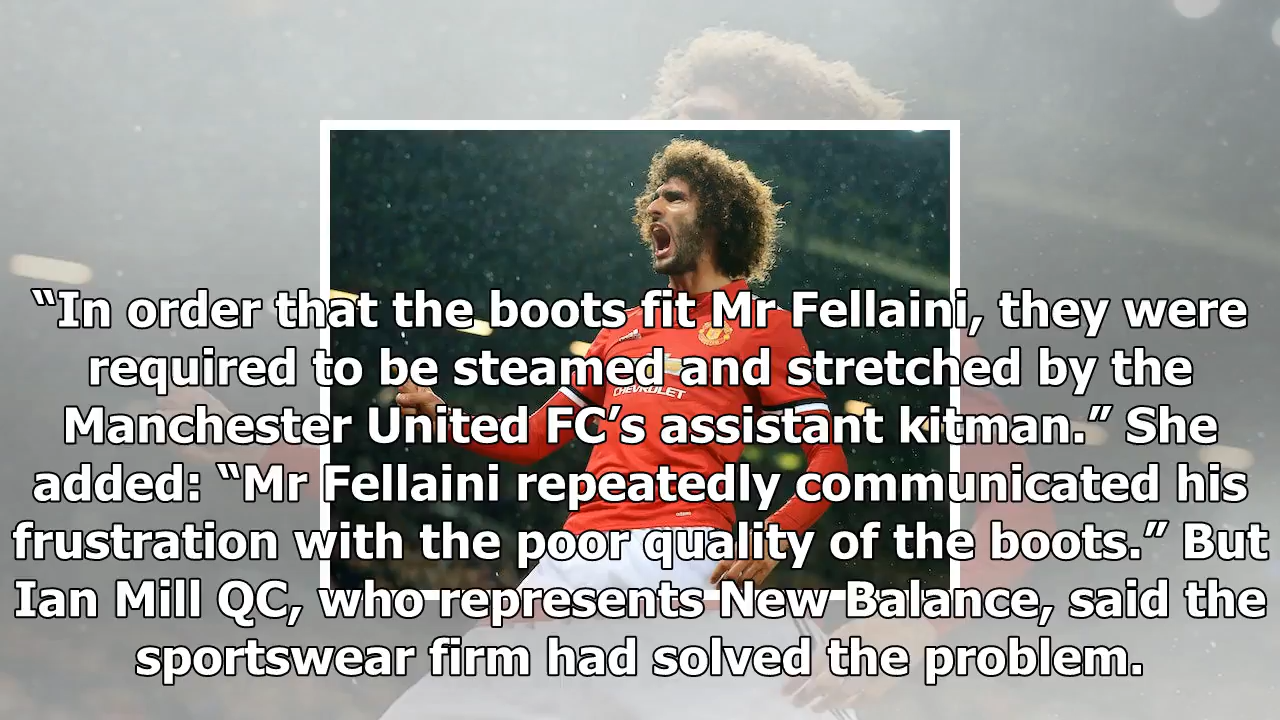 “In order that the boots fit Mr Fellaini, they were
required to be steamed and stretched by the
Manchester United FC’s assistant kitman.” She
added: “Mr Fellaini repeatedly communicated his
frustration with the poor quality of the boots.” But
Ian Mill QC, who represents New Balance, said the
sportswear firm had solved the problem.
CHEVROLET